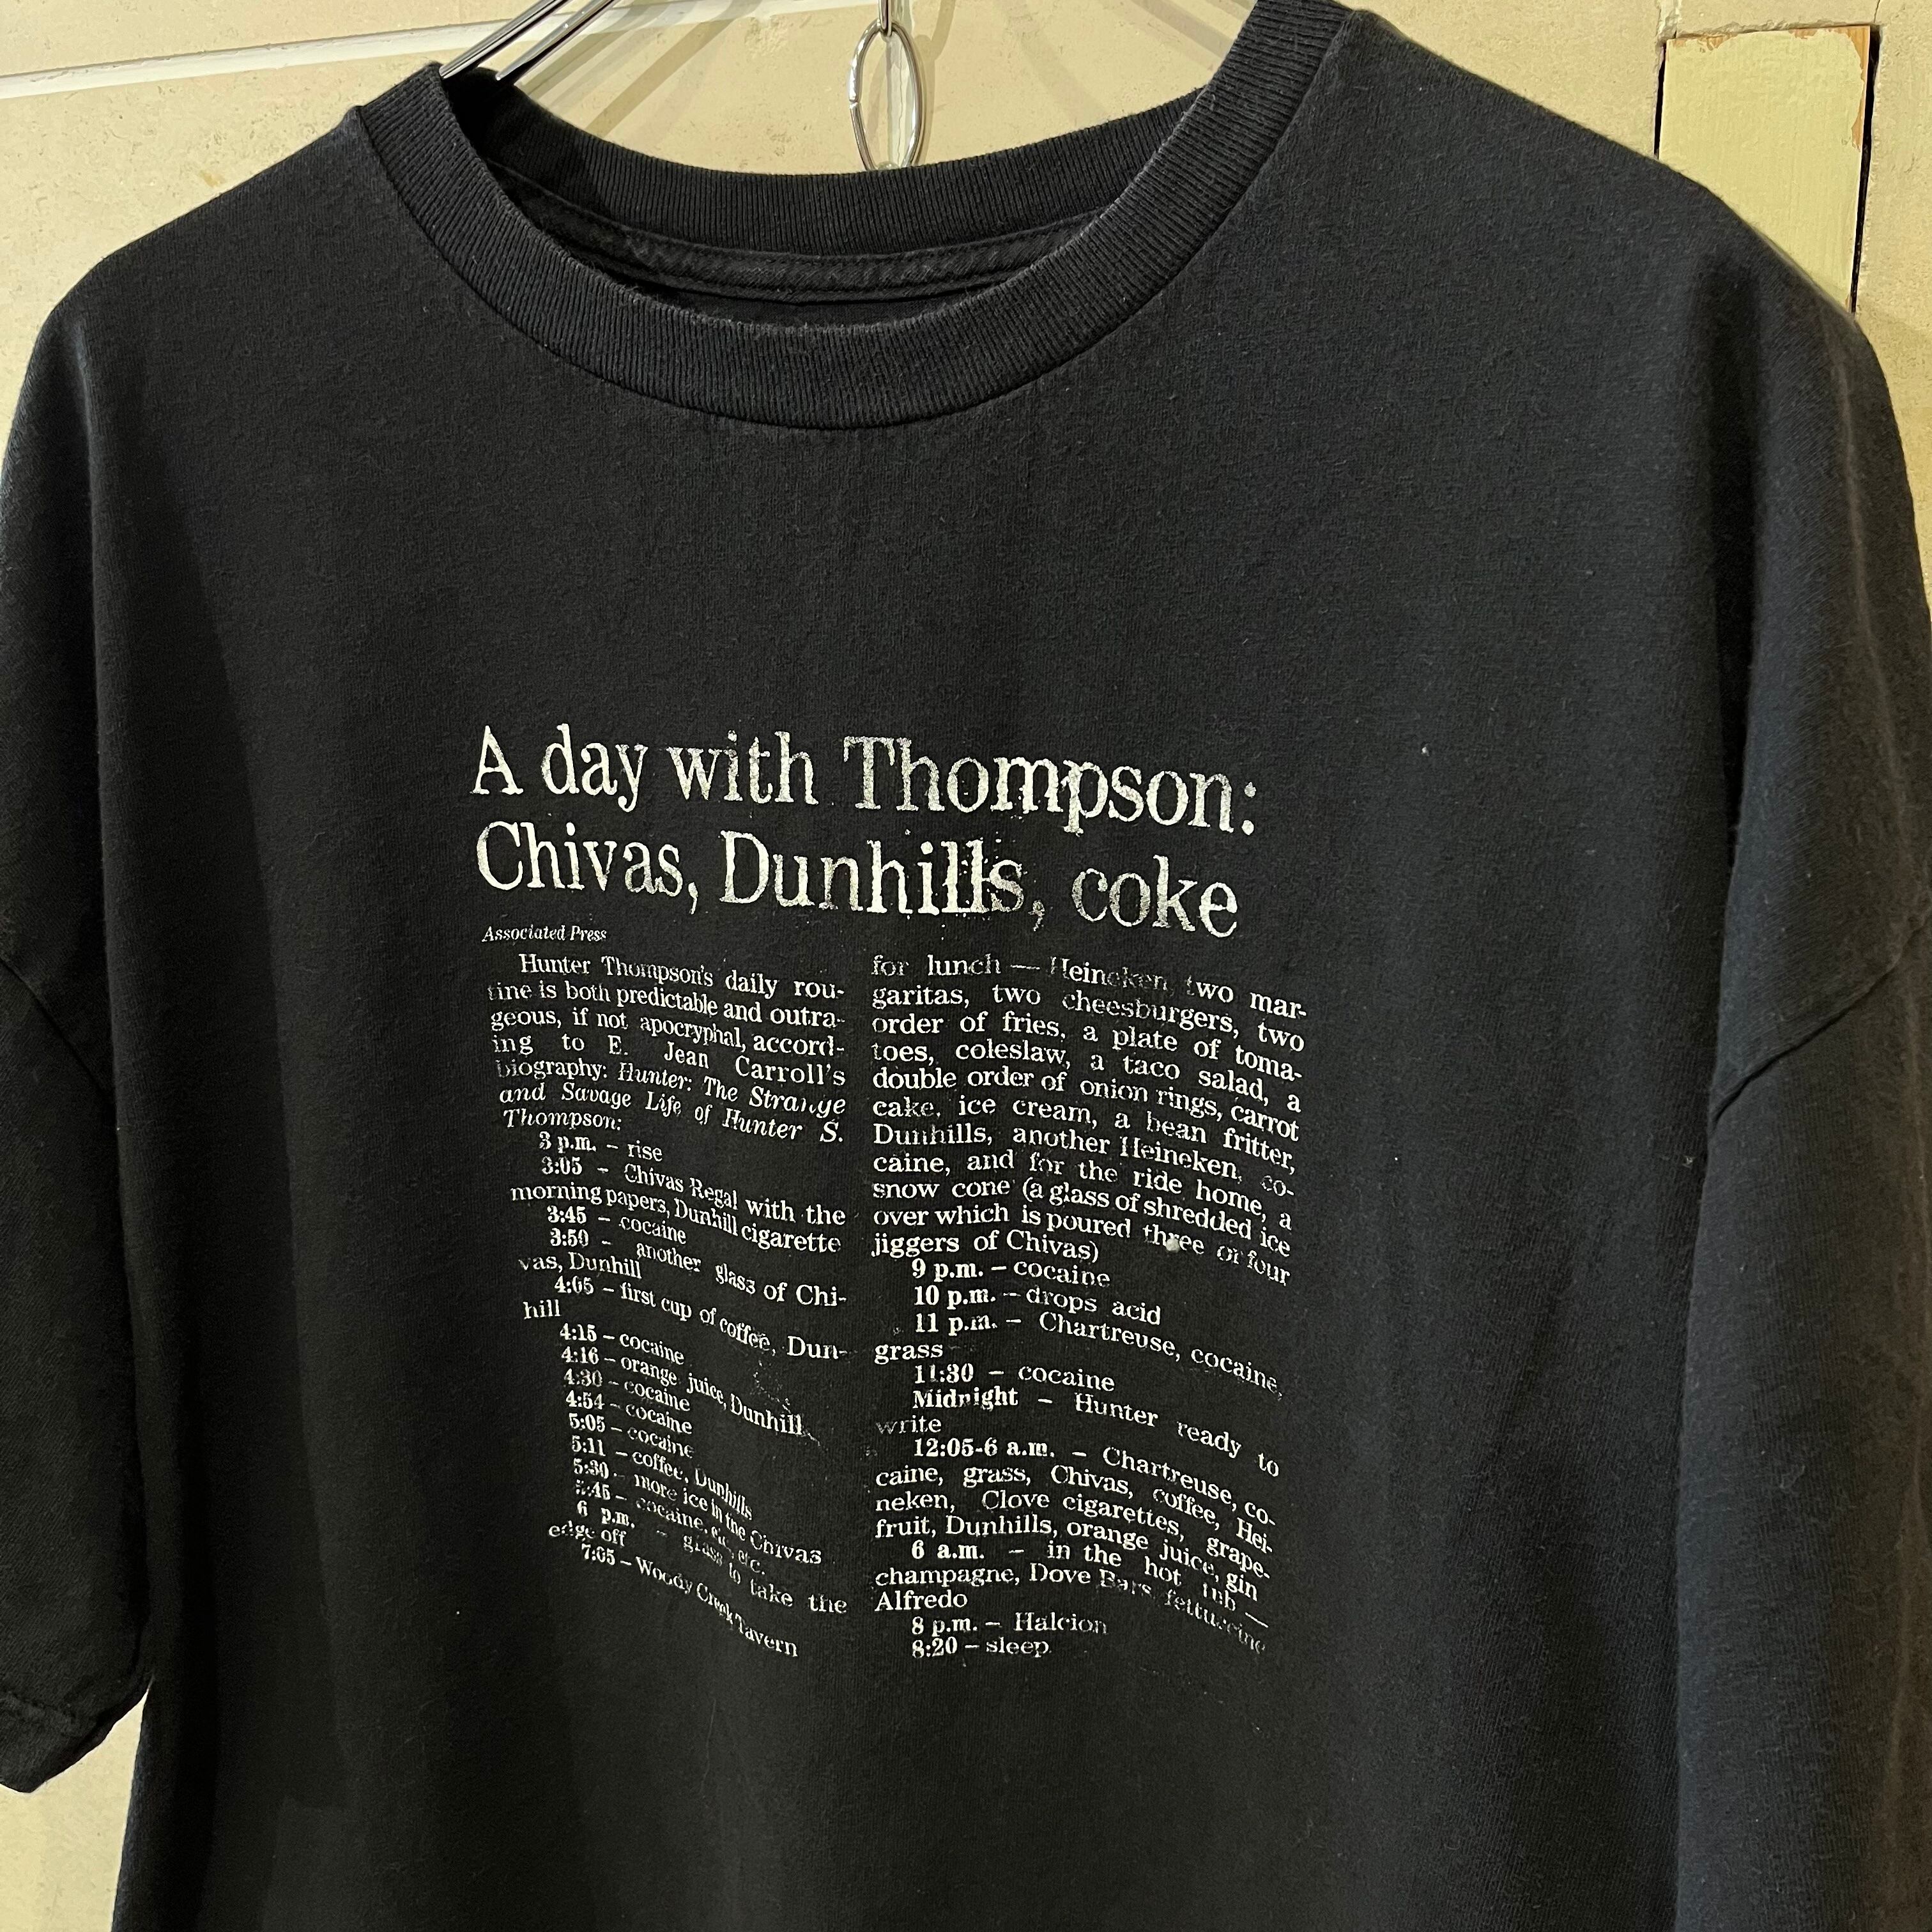 A day with Thompson:
Chivas, Dunhills, coke
Associated Press
Hunter Thompson's daily rou-
tine is both predictable and outra-
geous, if not apocryphal, accord-
ing to E. Jean Carroll's
biography: Hunter: The Strange
and Savage Life of Hunter S.
Thompson:
3 p.m. – rise
3:05 – Chivas Regal with the
morning papers, Dunhill cigarette
3:45 – cocaine
3:50 – another glass of Chi-
vas, Dunhill
4:05 – first cup of coffee, Dun-
hill
4:15 – cocaine
4:16 – orange juice, Dunhill
4:30 – cocaine
4:54 – cocaine
5:05 – cocaine
5:11 – coffee, Dunhills
5:30 – more ice in the Chivas
5:45 – cocaine, etc., etc.
6 p.m. – grass to take the
edge off
7:05 – Woody Creek Tavern
for lunch — Heineken, two mar-
garitas, two cheesburgers, two
order of fries, a plate of toma-
toes, coleslaw, a taco salad, a
double order of onion rings, carrot
cake, ice cream, a bean fritter,
Dunhills, another Heineken, co-
caine, and for the ride home, a
snow cone (a glass of shredded ice
over which is poured three or four
jiggers of Chivas)
9 p.m. – cocaine
10 p.m. – drops acid
11 p.m. – Chartreuse, cocaine,
grass
11:30 – cocaine
Midnight – Hunter ready to
write
12:05-6 a.m. – Chartreuse, co-
caine, grass, Chivas, coffee, Hei-
neken, Clove cigarettes, grape-
fruit, Dunhills, orange juice, gin
6 a.m. – in the hot tub —
champagne, Dove Bars, fettuccine
Alfredo
8 p.m. – Halcion
8:20 – sleep